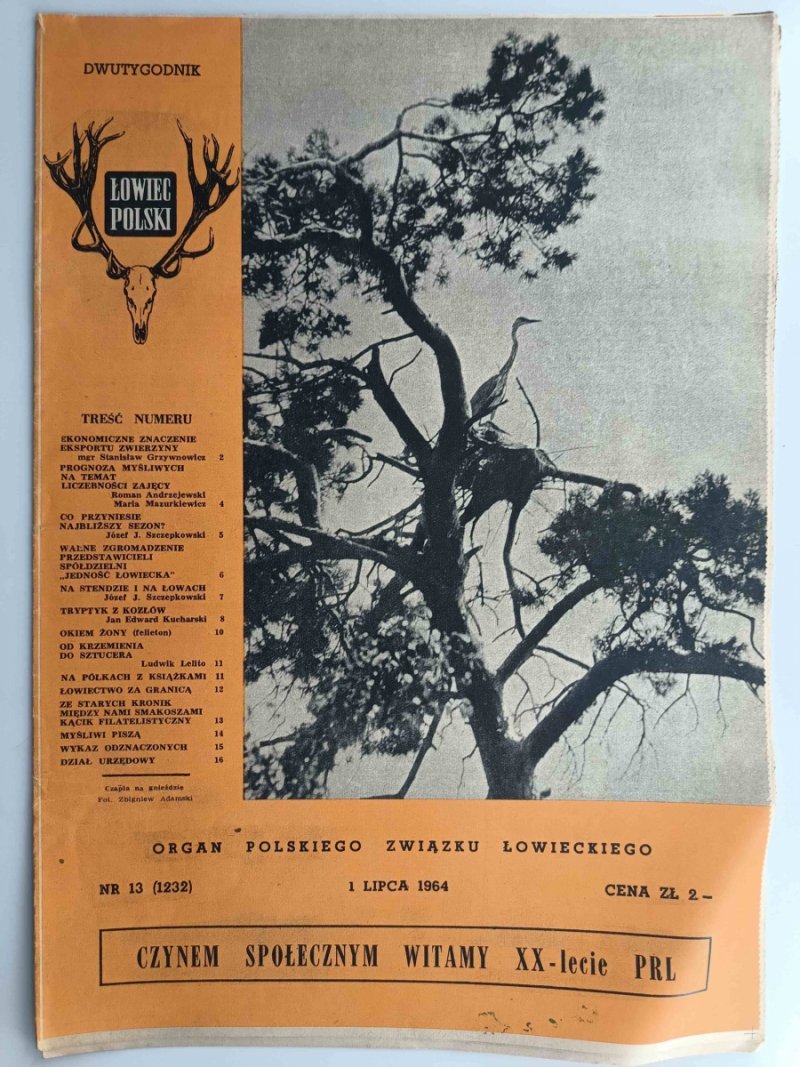 DWUTYGODNIK
ŁOWIEC
POLSKI
TREŚĆ NUMERU
EKONOMICZNE ZNACZENIE
EKSPORTU ZWIERZYNY
mgr Stanisław Grzywnowicz 2
PROGNOZA MYŚLIWYCH
NA TEMAT
LICZEBNOŚCI ZAJĘCY
Roman Andrzejewski
Maria Mazurkiewicz 4
CO PRZYNIESIE
NAJBLIŻSZY SEZON?
Józef J. Szczepkowski 5
WALNE ZGROMADZENIE
PRZEDSTAWICIELI
SPÓŁDZIELNI
„JEDNOŚĆ ŁOWIECKA" 6
NA STENDZIE I NA ŁOWACH
Józef J. Szczepkowski 7
TRYPTYK Z KOZŁÓW
Jan Edward Kucharski 8
OKIEM ŻONY (felieton) 10
OD KRZEMIENIA
DO SZTUCERA
Ludwik Lelito 11
NA PÓŁKACH Z KSIĄŻKAMI 11
ŁOWIECTWO ZA GRANICĄ 12
ZE STARYCH KRONIK
MIĘDZY NAMI SMAKOSZAMI
KĄCIK FILATELISTYCZNY 13
MYŚLIWI PISZĄ 14
WYKAZ ODZNACZONYCH 15
DZIAŁ URZĘDOWY 16
Czapla na gnieździe
Fot. Zbigniew Adamski
ORGAN POLSKIEGO ZWIĄZKU ŁOWIECKIEGO
NR 13 (1232) 1 LIPCA 1964 CENA ZŁ 2 –
CZYNEM SPOŁECZNYM WITAMY XX-lecie PRL